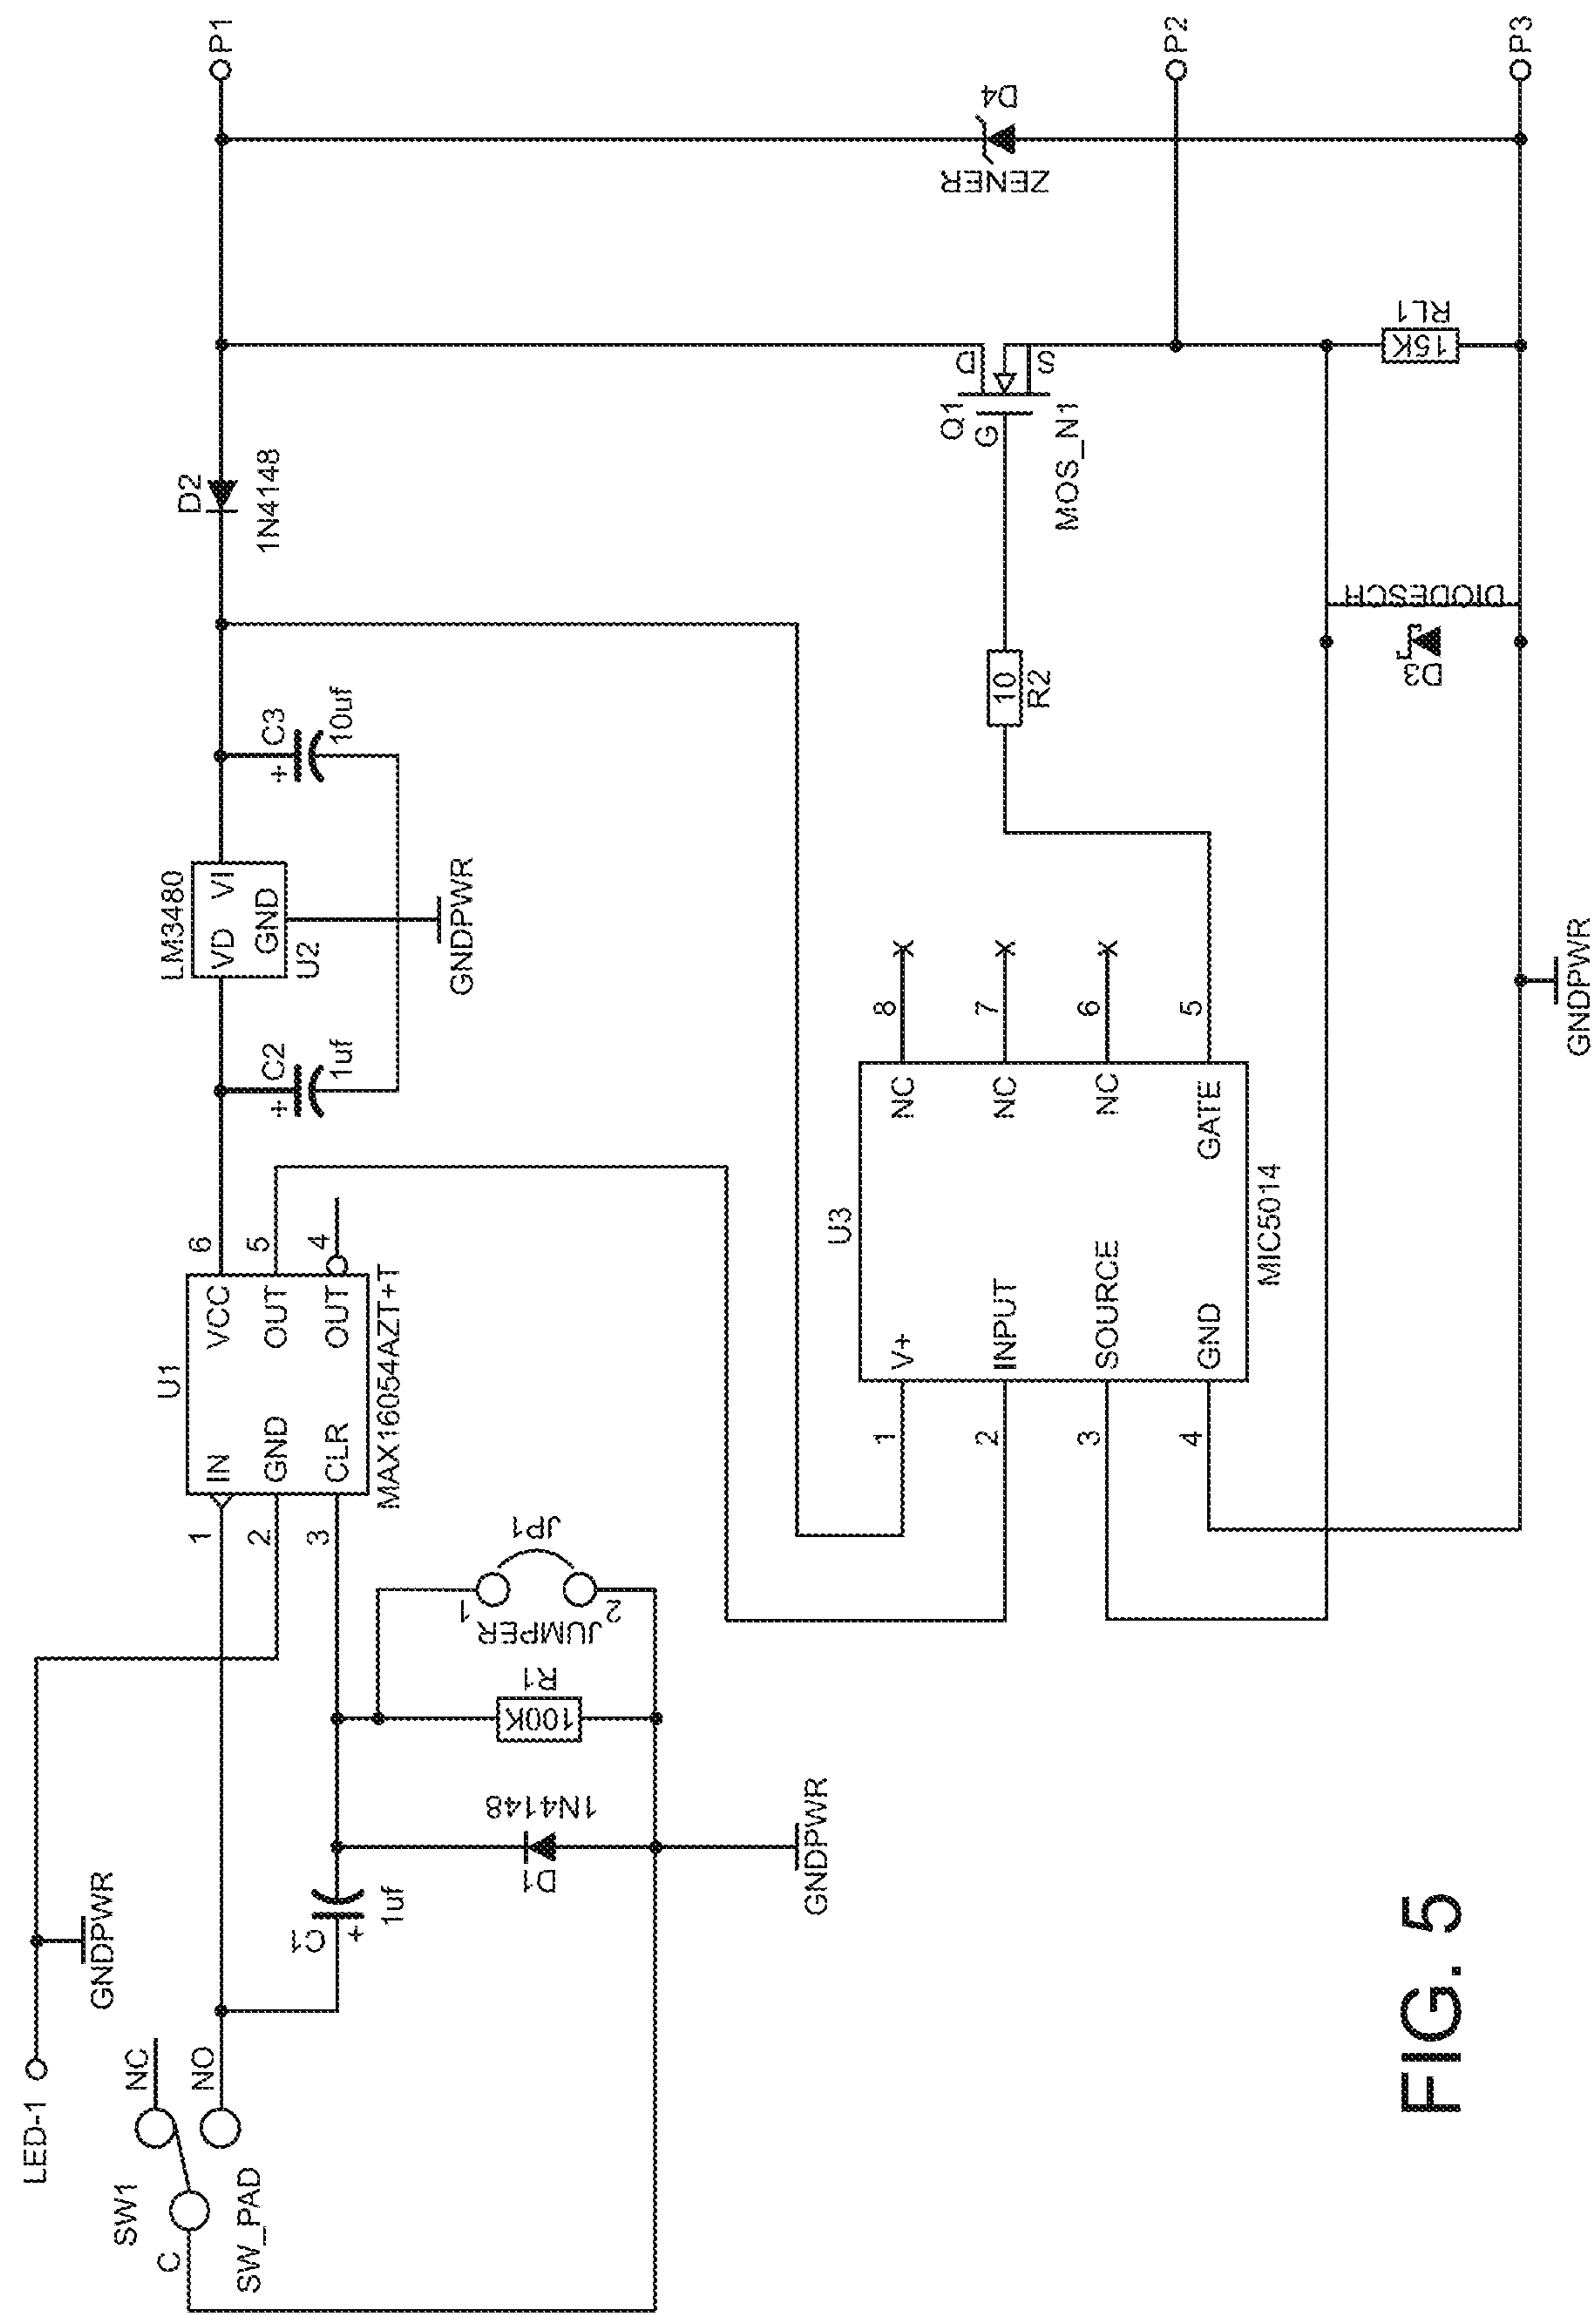 LED-1
GNDPWR
SW1
NC
NO
C
SW_PAD
C1
+
1uf
D1
1N4148
GNDPWR
R1
100K
JP1
1
2
JUMPER
U1
1
IN
2
GND
3
CLR
VCC
6
OUT
5
OUT
4
MAX16054AZT+T
+
C2
1uf
LM3480
VD
VI
GND
U2
GNDPWR
+
C3
10uf
D2
1N4148
P1
U3
1
V+
2
INPUT
3
SOURCE
4
GND
NC
8
NC
7
NC
6
GATE
5
MIC5014
10
R2
Q1
G
D
S
MOS_N1
D4
ZENER
P2
D3
DIODESCH
RL1
15K
GNDPWR
P3
FIG. 5